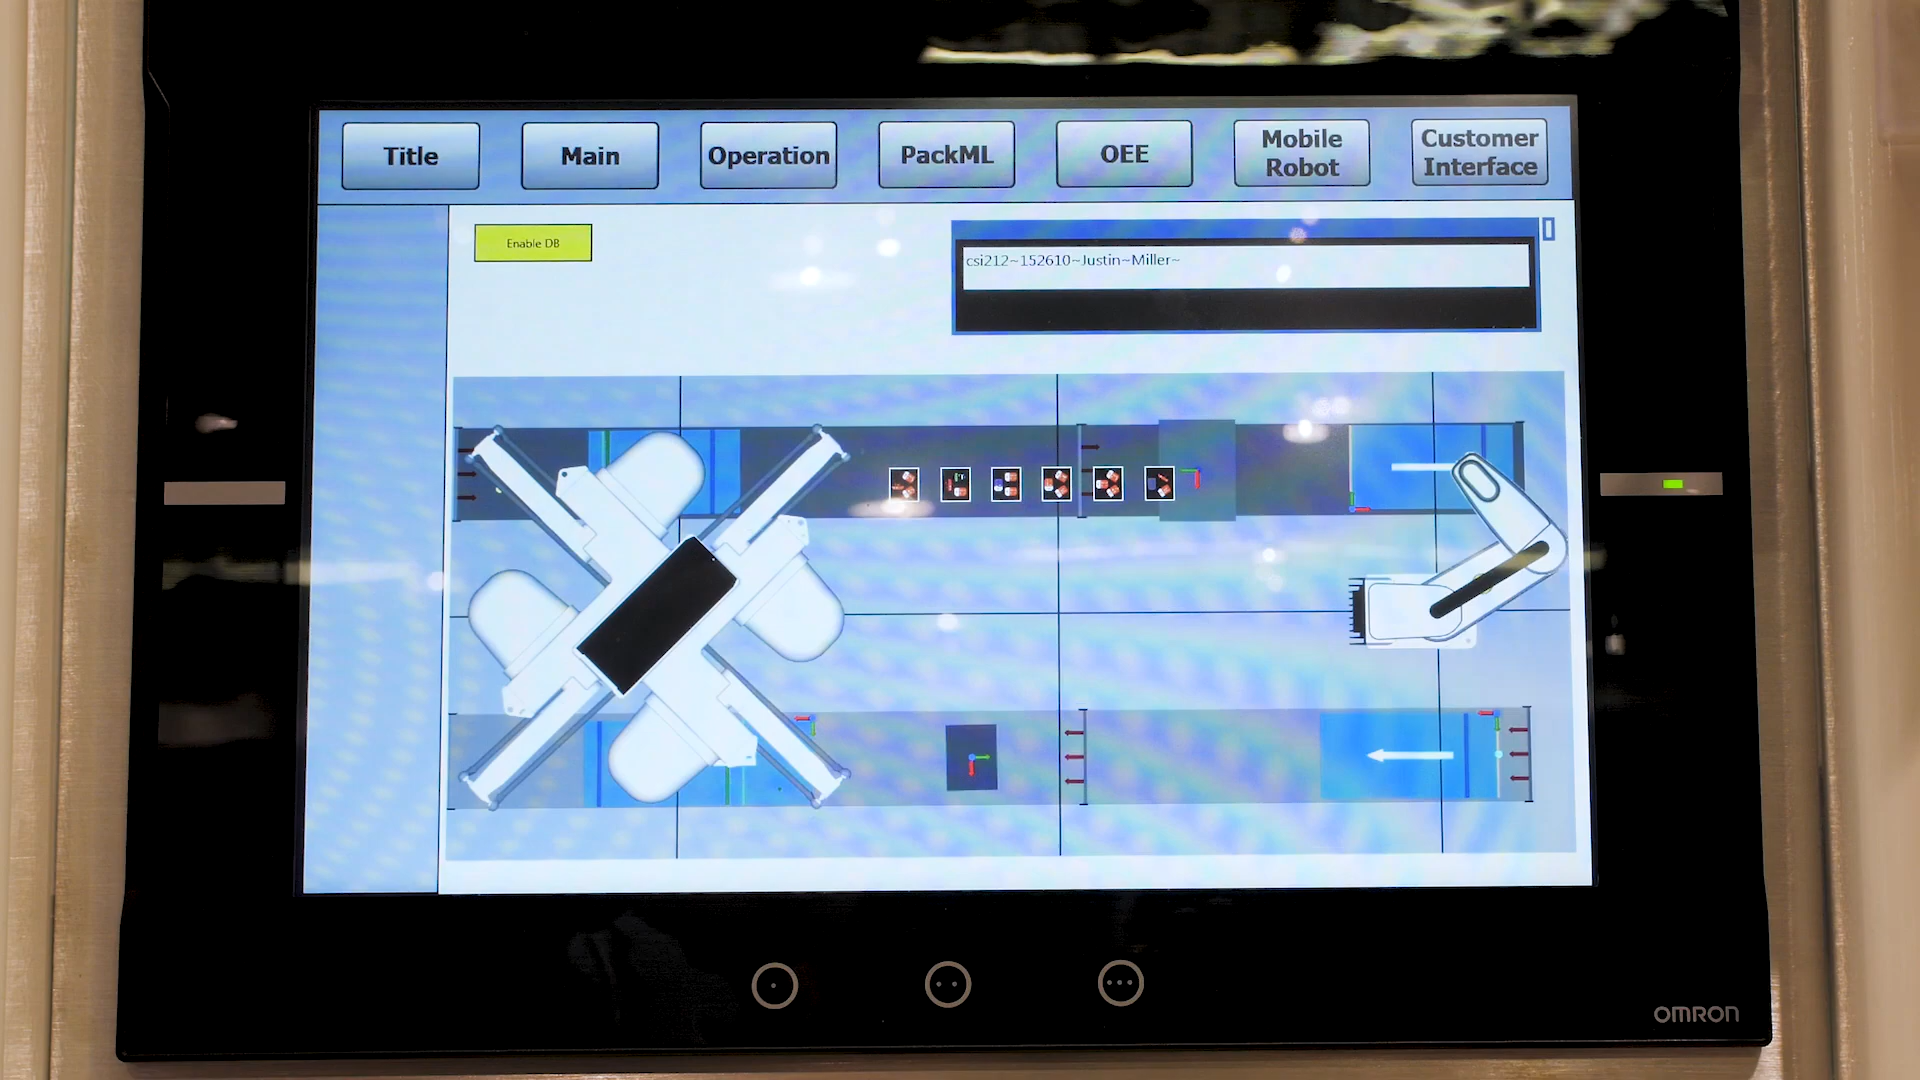 Title
Main
Operation
PackML
OEE
Mobile
Robot
Customer
Interface
Enable DB
csi212~152610~Justin~Miller~
OMRON